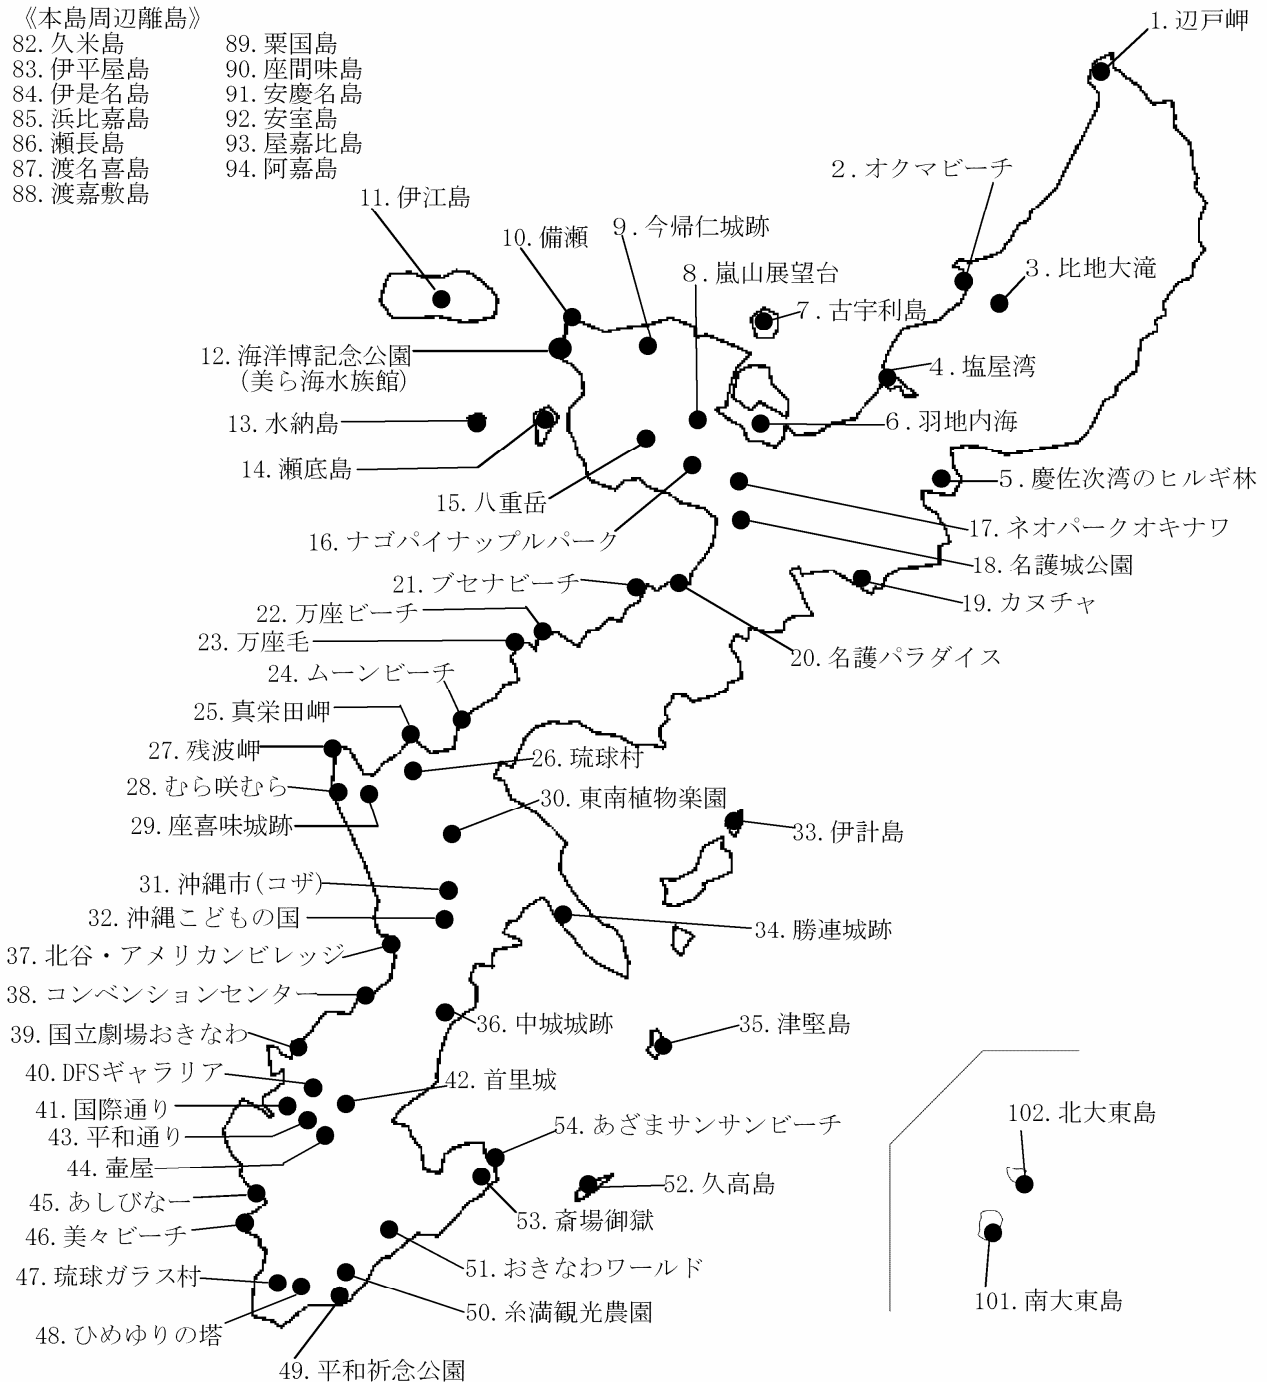 《本島周辺離島》
82.久米島
83.伊平屋島
84.伊是名島
85.浜比嘉島
86.瀬長島
87.渡名喜島
88.渡嘉敷島
89.粟国島
90.座間味島
91.安慶名島
92.安室島
93.屋嘉比島
94.阿嘉島
1.辺戸岬
2.オクマビーチ
3.比地大滝
4.塩屋湾
5.慶佐次湾のヒルギ林
6.羽地内海
7.古宇利島
8.嵐山展望台
9.今帰仁城跡
10.備瀬
11.伊江島
12.海洋博記念公園
(美ら海水族館)
13.水納島
14.瀬底島
15.八重岳
16.ナゴパイナップルパーク
17.ネオパークオキナワ
18.名護城公園
19.カヌチャ
20.名護パラダイス
21.ブセナビーチ
22.万座ビーチ
23.万座毛
24.ムーンビーチ
25.真栄田岬
26.琉球村
27.残波岬
28.むら咲むら
29.座喜味城跡
30.東南植物楽園
31.沖縄市(コザ)
32.沖縄こどもの国
33.伊計島
34.勝連城跡
35.津堅島
36.中城城跡
37.北谷・アメリカンビレッジ
38.コンベンションセンター
39.国立劇場おきなわ
40.DFSギャラリア
41.国際通り
42.首里城
43.平和通り
44.壷屋
45.あしびなー
46.美々ビーチ
47.琉球ガラス村
48.ひめゆりの塔
49.平和祈念公園
50.糸満観光農園
51.おきなわワールド
52.久高島
53.斎場御獄
54.あざまサンサンビーチ
102.北大東島
101.南大東島